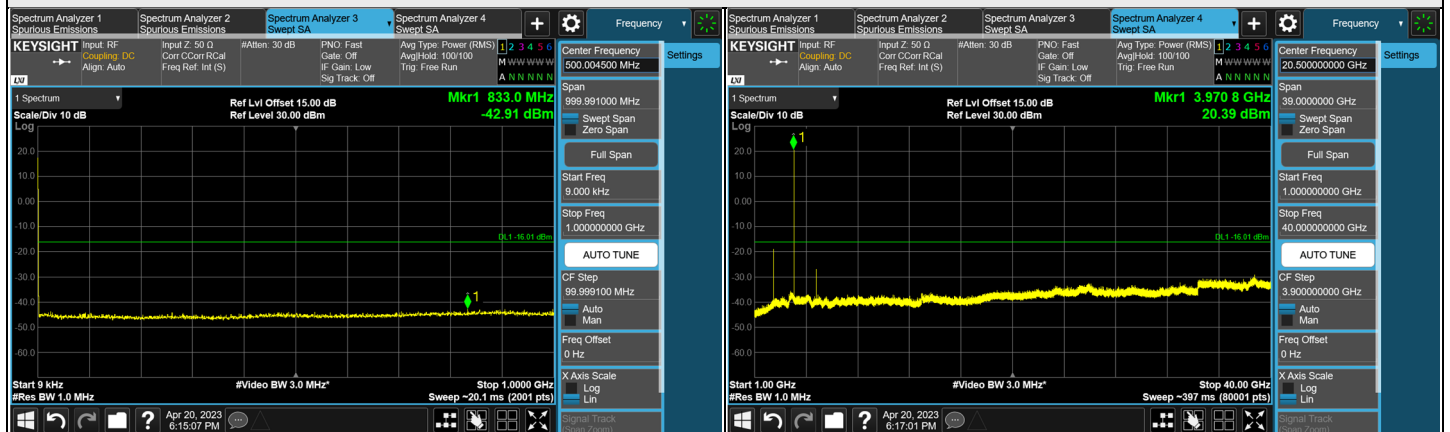 Spectrum Analyzer 1
Spurious Emissions
Spectrum Analyzer 2
Spurious Emissions
Spectrum Analyzer 3
Swept SA
Spectrum Analyzer 4
Swept SA
+
Frequency
KEYSIGHT
LXI
Input: RF
Coupling: DC
Align: Auto
Input Z: 50 Ω
Corr CCorr RCal
Freq Ref: Int (S)
#Atten: 30 dB
PNO: Fast
Gate: Off
IF Gain: Low
Sig Track: Off
Avg Type: Power (RMS)
Avg|Hold: 100/100
Trig: Free Run
1 2 3 4 5 6
M W W W W W
A N N N N N
1 Spectrum
Scale/Div 10 dB
Log
Ref Lvl Offset 15.00 dB
Ref Level 30.00 dBm
Mkr1 833.0 MHz
-42.91 dBm
20.0
10.0
0.00
-10.0
-20.0
-30.0
-40.0
-50.0
-60.0
DL1 -16.01 dBm
1
Start 9 kHz
#Res BW 1.0 MHz
#Video BW 3.0 MHz*
Stop 1.0000 GHz
Sweep ~20.1 ms (2001 pts)
Center Frequency
500.004500 MHz
Span
999.991000 MHz
Swept Span
Zero Span
Full Span
Start Freq
9.000 kHz
Stop Freq
1.000000000 GHz
AUTO TUNE
CF Step
99.999100 MHz
Auto
Man
Freq Offset
0 Hz
X Axis Scale
Log
Lin
Signal Track
(Span Zoom)
Settings
?
Apr 20, 2023
6:15:07 PM
Spectrum Analyzer 1
Spurious Emissions
Spectrum Analyzer 2
Spurious Emissions
Spectrum Analyzer 3
Swept SA
Spectrum Analyzer 4
Swept SA
+
Frequency
KEYSIGHT
LXI
Input: RF
Coupling: DC
Align: Auto
Input Z: 50 Ω
Corr CCorr RCal
Freq Ref: Int (S)
#Atten: 30 dB
PNO: Fast
Gate: Off
IF Gain: Low
Sig Track: Off
Avg Type: Power (RMS)
Avg|Hold: 100/100
Trig: Free Run
1 2 3 4 5 6
M W W W W W
A N N N N N
1 Spectrum
Scale/Div 10 dB
Log
Ref Lvl Offset 15.00 dB
Ref Level 30.00 dBm
Mkr1 3.970 8 GHz
20.39 dBm
20.0
10.0
0.00
-10.0
-20.0
-30.0
-40.0
-50.0
-60.0
DL1 -16.01 dBm
1
Start 1.00 GHz
#Res BW 1.0 MHz
#Video BW 3.0 MHz*
Stop 40.00 GHz
Sweep ~397 ms (80001 pts)
Center Frequency
20.500000000 GHz
Span
39.0000000 GHz
Swept Span
Zero Span
Full Span
Start Freq
1.000000000 GHz
Stop Freq
40.000000000 GHz
AUTO TUNE
CF Step
3.900000000 GHz
Auto
Man
Freq Offset
0 Hz
X Axis Scale
Log
Lin
Signal Track
(Span Zoom)
Settings
?
Apr 20, 2023
6:17:01 PM